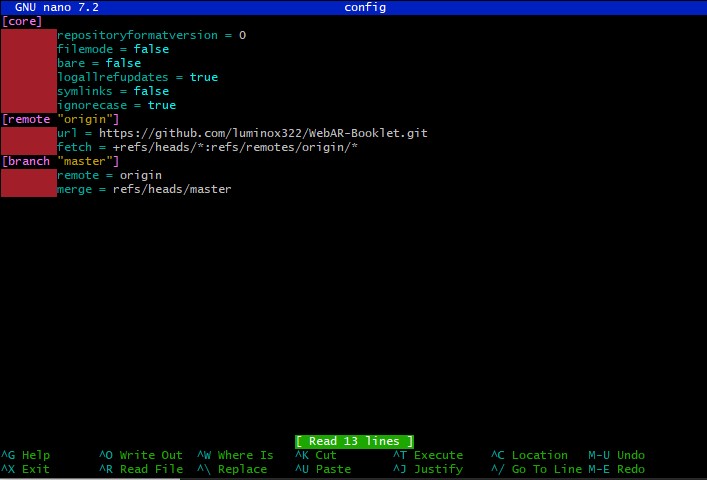 GNU nano 7.2 config
[core]
repositoryformatversion = 0
filemode = false
bare = false
logallrefupdates = true
symlinks = false
ignorecase = true
[remote "origin"]
url = https://github.com/luminox322/WebAR-Booklet.git
fetch = +refs/heads/*:refs/remotes/origin/*
[branch "master"]
remote = origin
merge = refs/heads/master
[ Read 13 lines ]
^G Help ^O Write Out ^W Where Is ^K Cut ^T Execute ^C Location M-U Undo
^X Exit ^R Read File ^\ Replace ^U Paste ^J Justify ^/ Go To Line M-E Redo